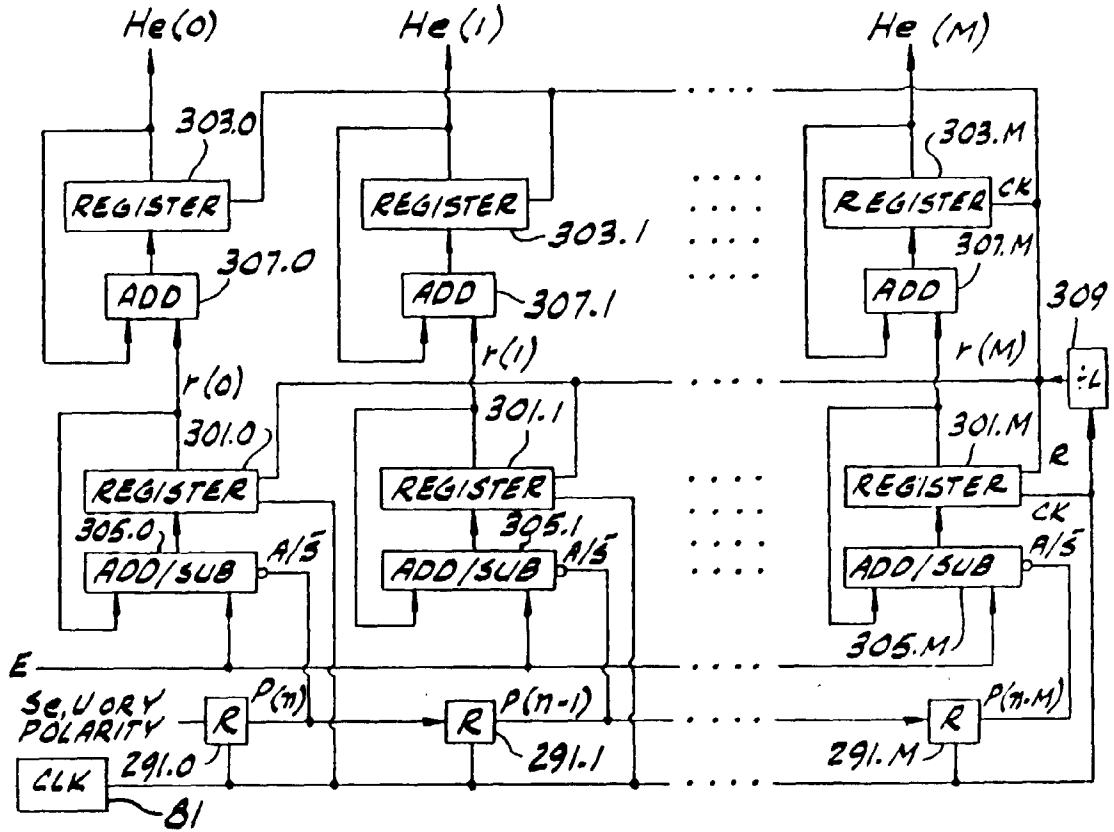 He(0) He(1) He(M)
303.0 303.M
REGISTER REGISTER REGISTER CK
303.1
307.0 307.M
ADD ADD ADD 309
307.1
r(0) r(1) r(M) ÷L
301.0 301.1 301.M
REGISTER REGISTER REGISTER R
CK
305.0 305.1
ADD/SUB A/S̄ ADD/SUB A/S̄ ADD/SUB A/S̄
305.M
E
Se,U ORY P(n) P(n-1) P(n-M)
POLARITY R R R
291.0 291.1 291.M
CLK
81